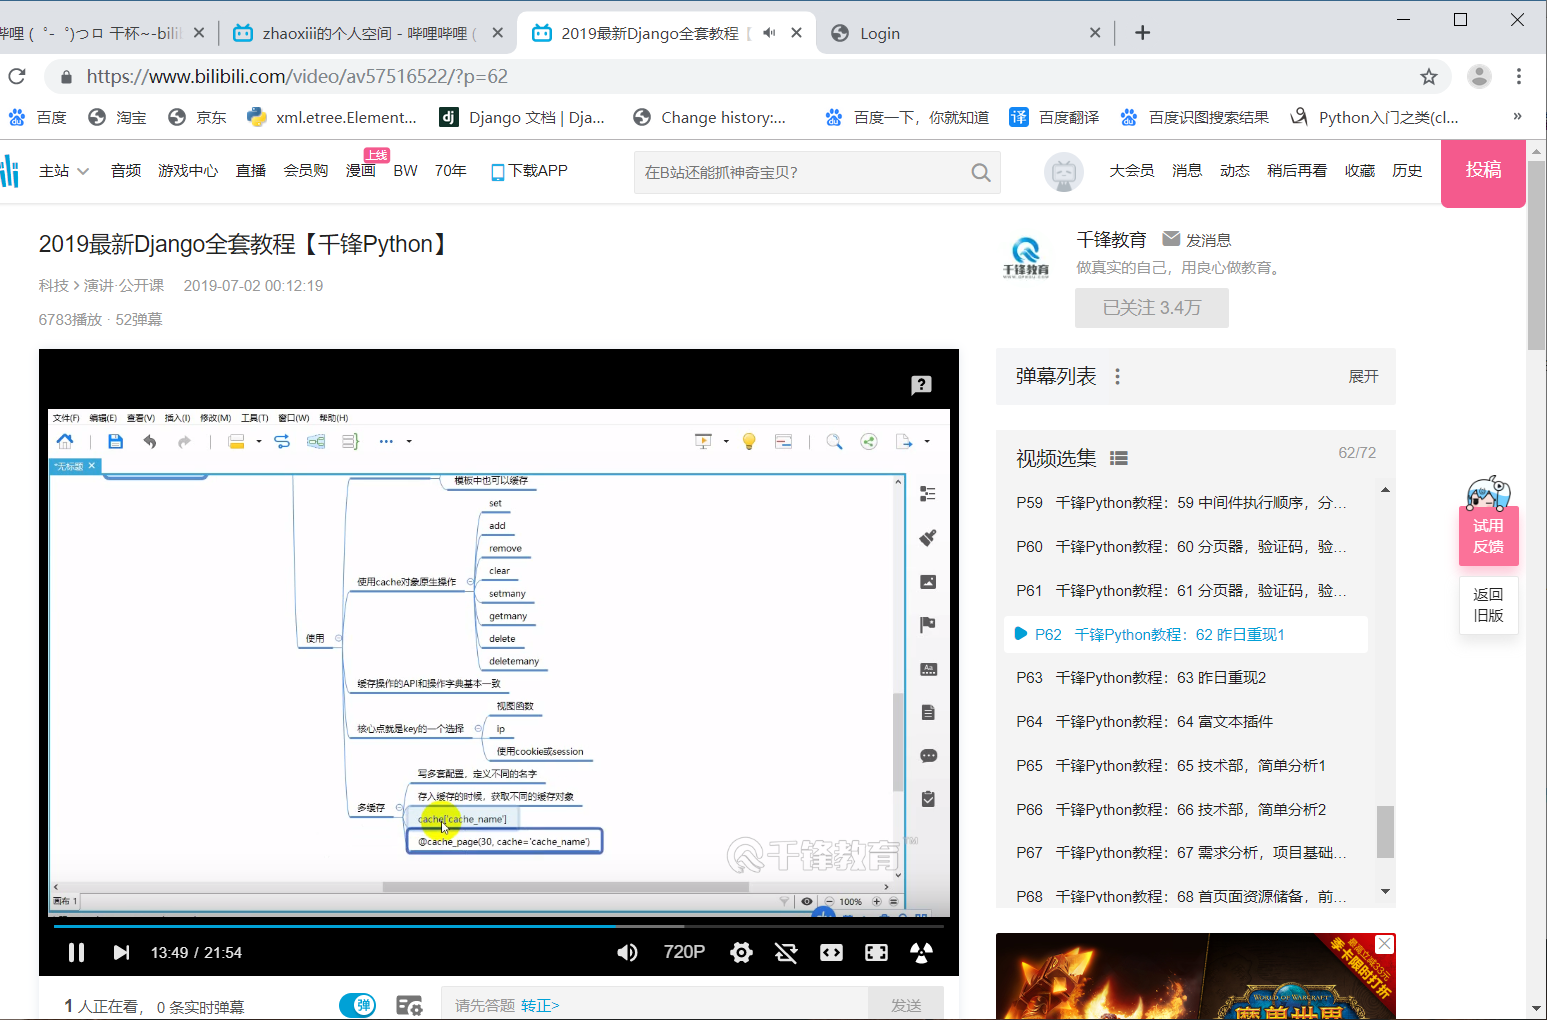 哔哩 (゜-゜)つロ 干杯~-bili
zhaoxiii的个人空间 - 哔哩哔哩 (
2019最新Django全套教程【
Login
https://www.bilibili.com/video/av57516522/?p=62
百度
淘宝
京东
xml.etree.Element...
Django 文档 | Dja...
Change history:...
百度一下，你就知道
译 百度翻译
百度识图搜索结果
Python入门之类(cl...
»
主站
音频
游戏中心
直播
会员购
漫画
上线
BW
70年
下载APP
在B站还能抓神奇宝贝?
大会员
消息
动态
稍后再看
收藏
历史
投稿
2019最新Django全套教程【千锋Python】
科技 > 演讲·公开课 2019-07-02 00:12:19
6783播放 · 52弹幕
千锋教育
千锋教育 发消息
做真实的自己，用良心做教育。
已关注 3.4万
文件(F) 编辑(E) 查看(V) 插入(I) 修改(M) 工具(T) 窗口(W) 帮助(H)
*无标题
模板中也可以缓存
set
add
remove
使用cache对象原生操作
clear
setmany
getmany
delete
deletemany
使用
缓存操作的API和操作字典基本一致
视图函数
核心点就是key的一个选择
ip
使用cookie或session
写多套配置，定义不同的名字
存入缓存的时候，获取不同的缓存对象
多缓存
cache['cache_name']
@cache_page(30, cache='cache_name')
千锋教育™
画布 1
100%
13:49 / 21:54
720P
1 人正在看， 0 条实时弹幕
弹
请先答题 转正>
发送
弹幕列表
展开
视频选集
62/72
P59 千锋Python教程：59 中间件执行顺序，分...
P60 千锋Python教程：60 分页器，验证码，验...
P61 千锋Python教程：61 分页器，验证码，验...
P62 千锋Python教程：62 昨日重现1
P63 千锋Python教程：63 昨日重现2
P64 千锋Python教程：64 富文本插件
P65 千锋Python教程：65 技术部，简单分析1
P66 千锋Python教程：66 技术部，简单分析2
P67 千锋Python教程：67 需求分析，项目基础...
P68 千锋Python教程：68 首页面资源储备，前...
试用
反馈
返回
旧版
最高立减33元
季卡限时打折
WORLD OF WARCRAFT
魔兽世界